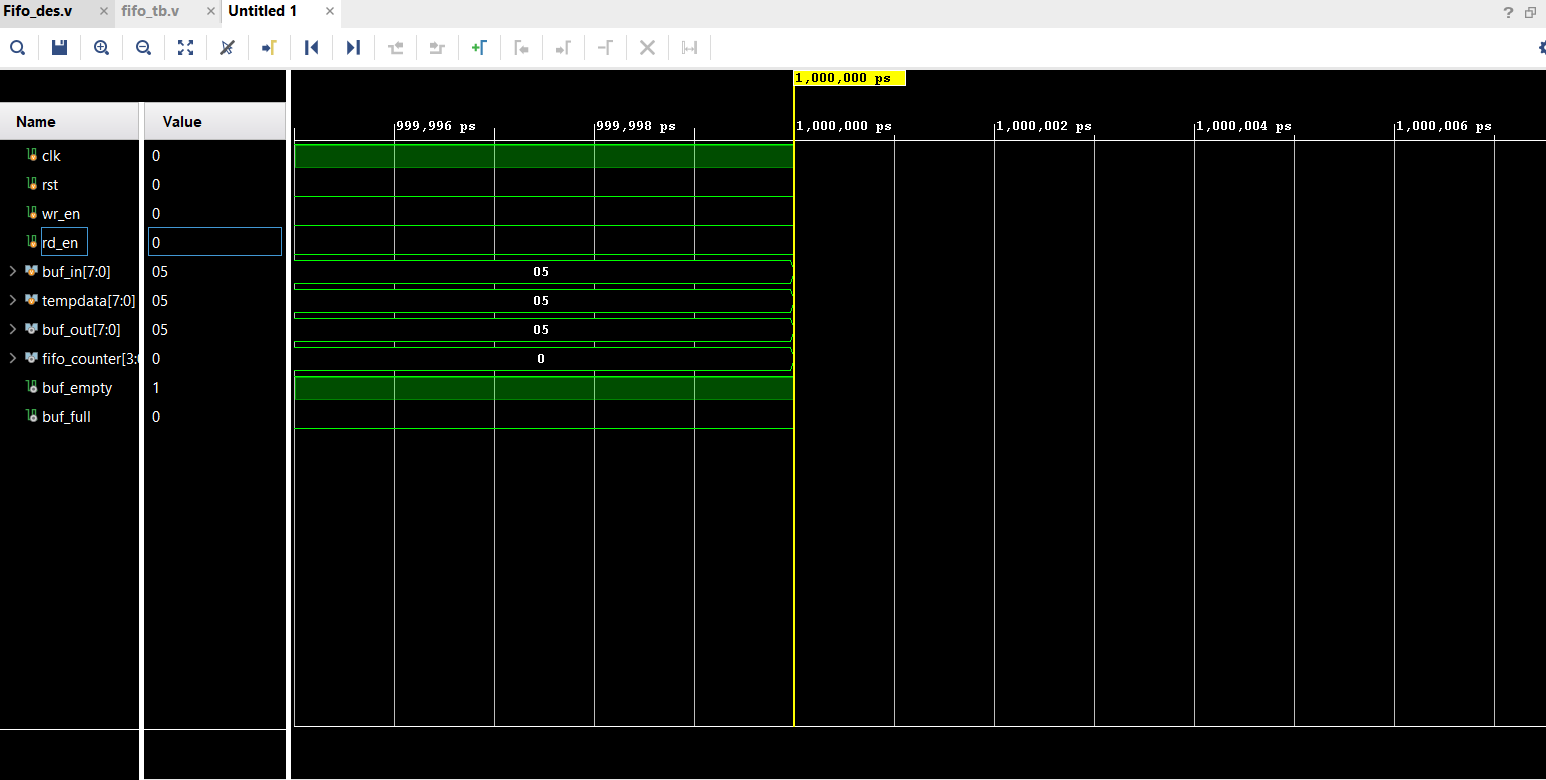 Fifo_des.v × fifo_tb.v × Untitled 1 × ?
1,000,000 ps
Name Value 999,996 ps 999,998 ps 1,000,000 ps 1,000,002 ps 1,000,004 ps 1,000,006 ps
clk 0
rst 0
wr_en 0
rd_en 0
buf_in[7:0] 05 05
tempdata[7:0] 05 05
buf_out[7:0] 05 05
fifo_counter[3: 0 0
buf_empty 1
buf_full 0